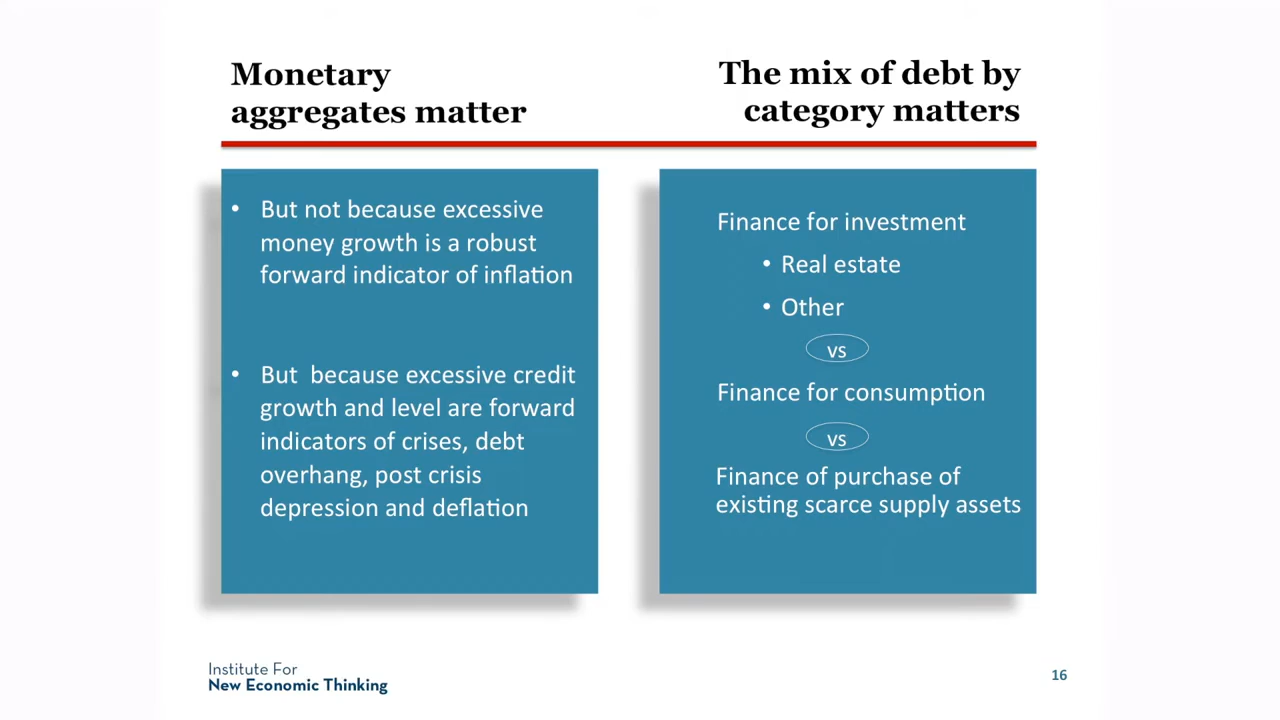 Monetary
aggregates matter
The mix of debt by
category matters
• But not because excessive
money growth is a robust
forward indicator of inflation
• But because excessive credit
growth and level are forward
indicators of crises, debt
overhang, post crisis
depression and deflation
Finance for investment
• Real estate
• Other
vs
Finance for consumption
vs
Finance of purchase of
existing scarce supply assets
Institute For
New Economic Thinking
16